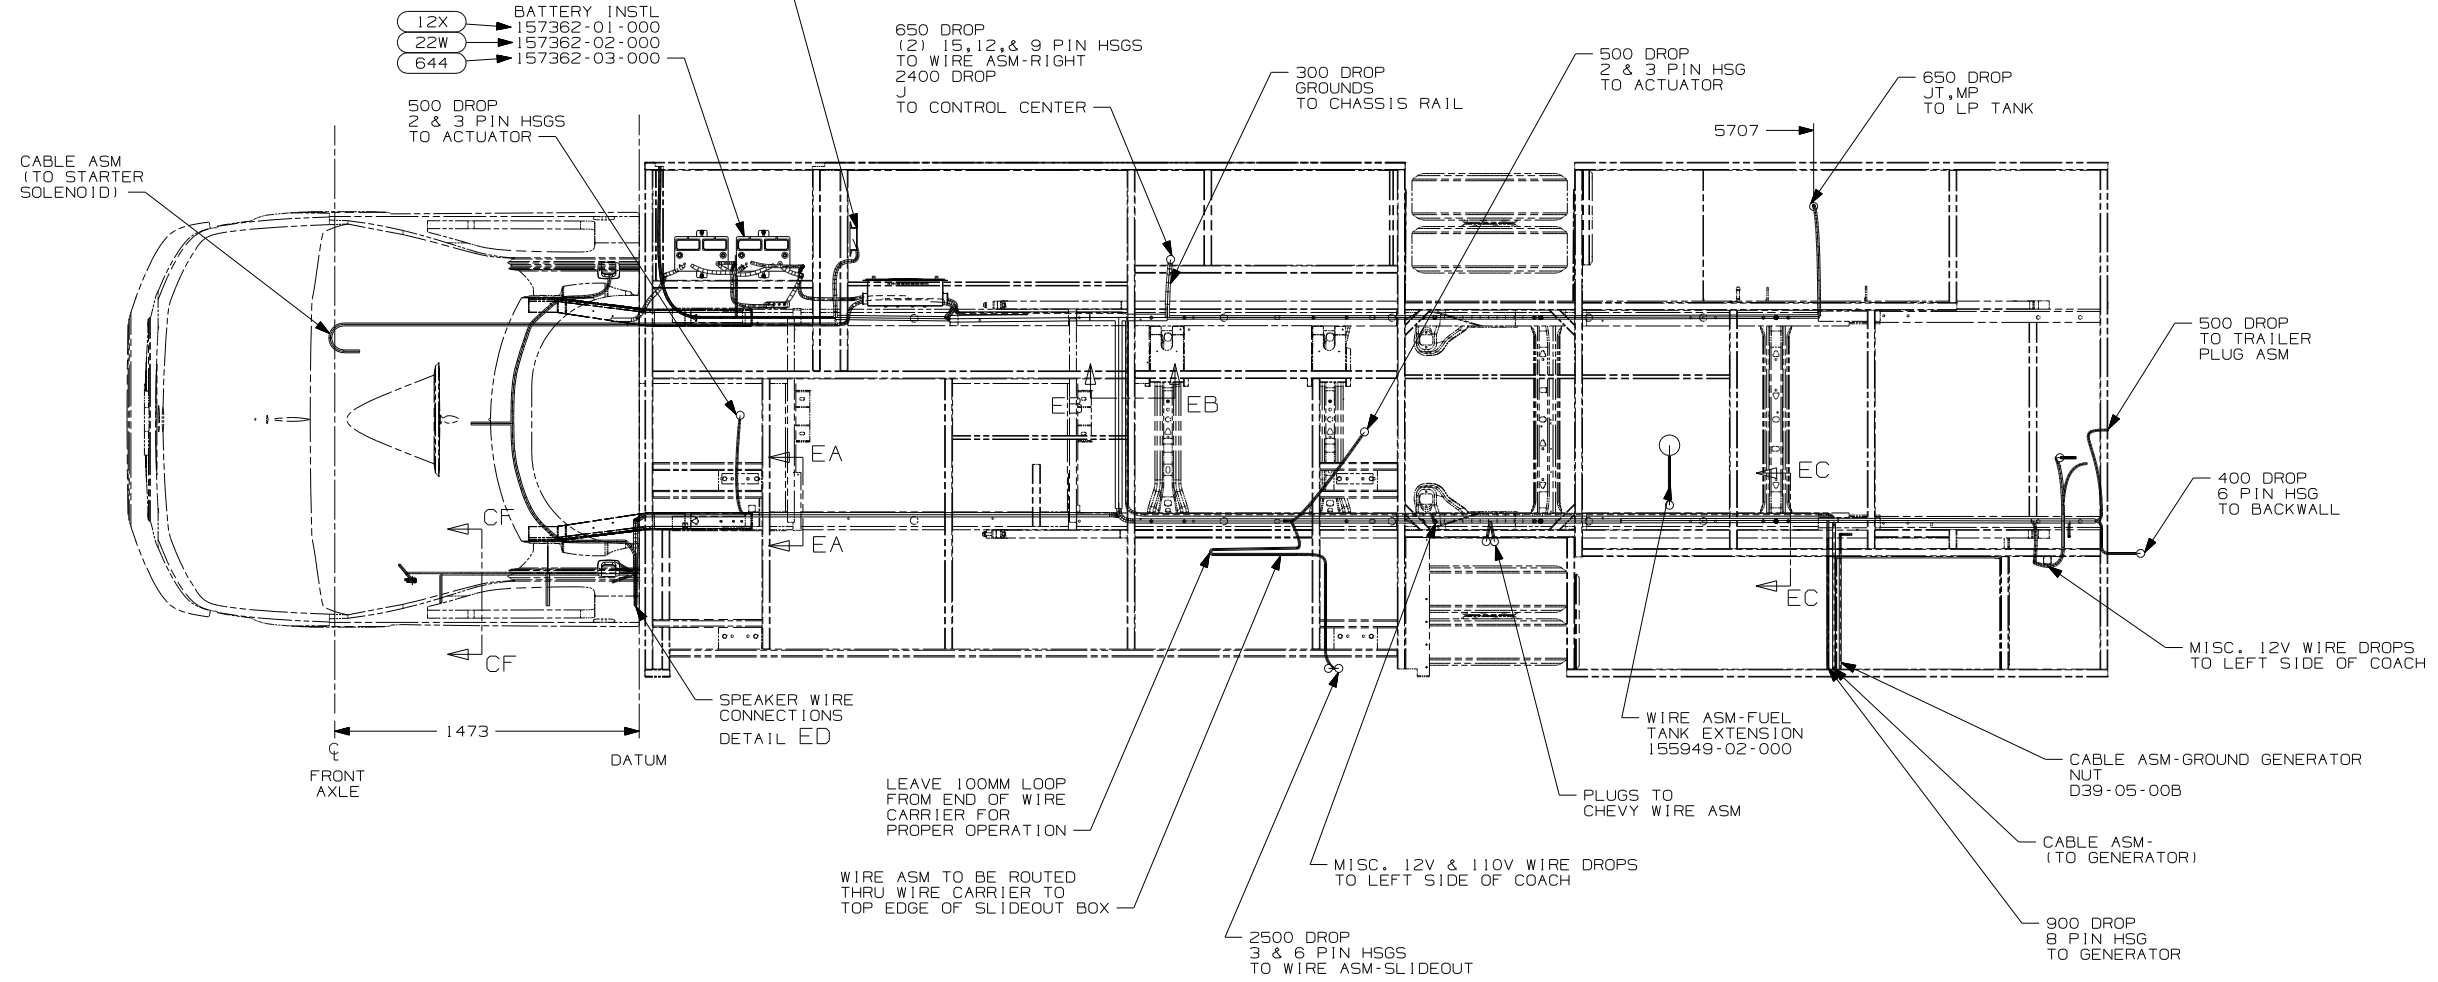 BATTERY INSTL
12X
157362-01-000
22W
157362-02-000
644
157362-03-000
500 DROP
2 & 3 PIN HSGS
TO ACTUATOR
CABLE ASM
(TO STARTER
SOLENOID)
650 DROP
(2) 15,12,& 9 PIN HSGS
TO WIRE ASM-RIGHT
2400 DROP
J
TO CONTROL CENTER
300 DROP
GROUNDS
TO CHASSIS RAIL
500 DROP
2 & 3 PIN HSG
TO ACTUATOR
650 DROP
JT,MP
TO LP TANK
5707
500 DROP
TO TRAILER
PLUG ASM
400 DROP
6 PIN HSG
TO BACKWALL
EB
EB
EA
EA
EC
EC
CF
CF
MISC. 12V WIRE DROPS
TO LEFT SIDE OF COACH
SPEAKER WIRE
CONNECTIONS
DETAIL ED
1473
℄
FRONT
AXLE
DATUM
WIRE ASM-FUEL
TANK EXTENSION
155949-02-000
CABLE ASM-GROUND GENERATOR
NUT
D39-05-00B
LEAVE 100MM LOOP
FROM END OF WIRE
CARRIER FOR
PROPER OPERATION
PLUGS TO
CHEVY WIRE ASM
CABLE ASM-
(TO GENERATOR)
MISC. 12V & 110V WIRE DROPS
TO LEFT SIDE OF COACH
WIRE ASM TO BE ROUTED
THRU WIRE CARRIER TO
TOP EDGE OF SLIDEOUT BOX
2500 DROP
3 & 6 PIN HSGS
TO WIRE ASM-SLIDEOUT
900 DROP
8 PIN HSG
TO GENERATOR